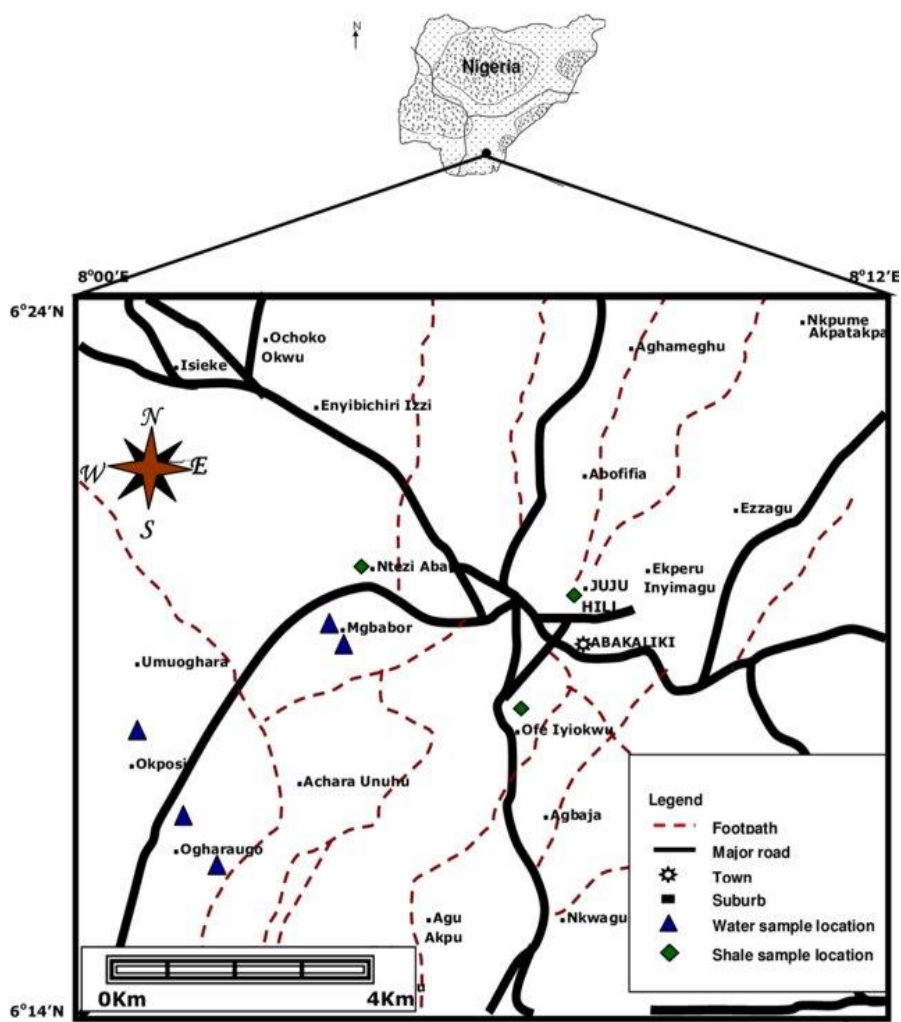 N
Nigeria
8°00'E
8°12'E
6°24'N
Nkpume
Akpatakpa
Ochoko
Okwu
Aghameghu
Isieke
Enyibichiri Izzi
N
W
E
S
Abofifia
Ezzagu
Ntezi Aba
Ekperu
Inyimagu
JUJU
HILL
Mgbabor
ABAKALIKI
Umuoghara
Ofe Iyiokwu
Okposi
Achara Unuhu
Agbaja
Ogharaugo
Agu
Akpu
Nkwagu
Legend
Footpath
Major road
Town
Suburb
Water sample location
Shale sample location
0Km
4Km
6°14'N